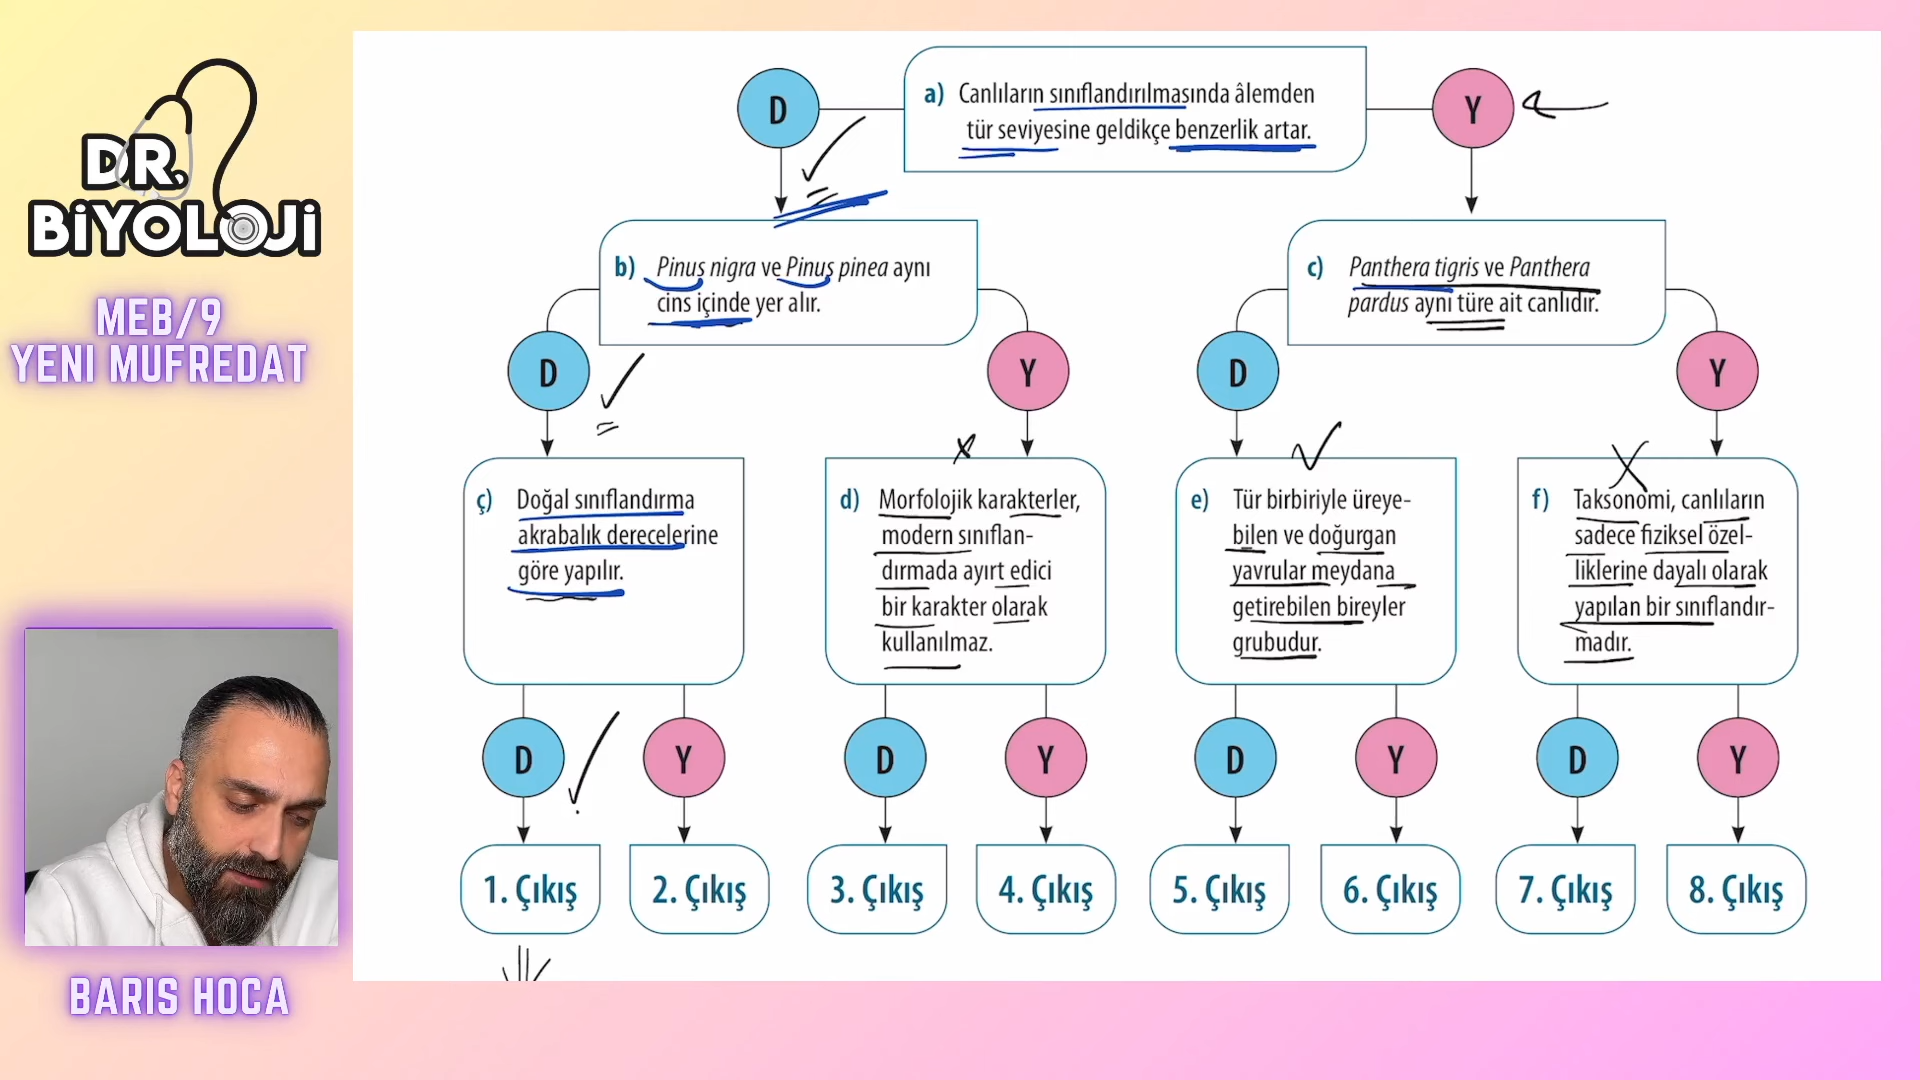 DR.
BiYOLOJi
MEB/9
YENI MUFREDAT
BARIS HOCA
D
a) Canlıların sınıflandırılmasında âlemden
tür seviyesine geldikçe benzerlik artar.
Y
b) Pinus nigra ve Pinus pinea aynı
cins içinde yer alır.
c) Panthera tigris ve Panthera
pardus aynı türe ait canlıdır.
D
Y
D
Y
ç) Doğal sınıflandırma
akrabalık derecelerine
göre yapılır.
d) Morfolojik karakterler,
modern sınıflan-
dırmada ayırt edici
bir karakter olarak
kullanılmaz.
e) Tür birbiriyle üreye-
bilen ve doğurgan
yavrular meydana
getirebilen bireyler
grubudur.
f) Taksonomi, canlıların
sadece fiziksel özel-
liklerine dayalı olarak
yapılan bir sınıflandır-
madır.
D
Y
D
Y
D
Y
D
Y
1. Çıkış
2. Çıkış
3. Çıkış
4. Çıkış
5. Çıkış
6. Çıkış
7. Çıkış
8. Çıkış